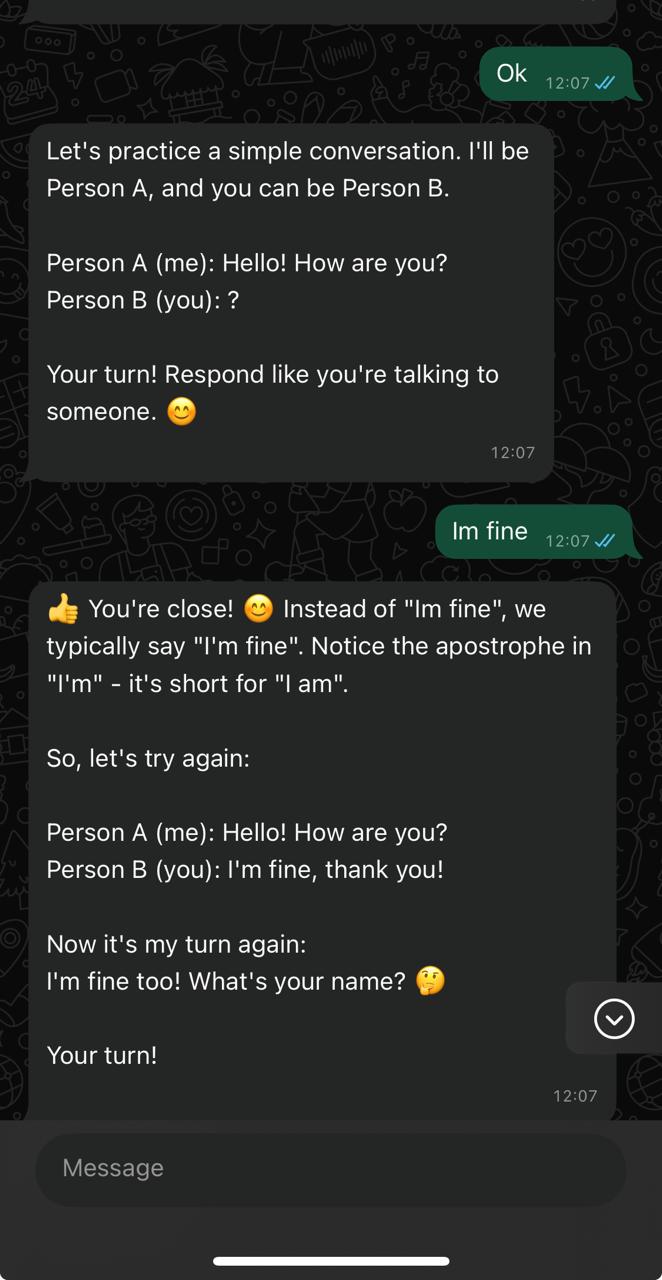 Ok 12:07
Let's practice a simple conversation. I'll be
Person A, and you can be Person B.
Person A (me): Hello! How are you?
Person B (you): ?
Your turn! Respond like you're talking to
someone. 😊
12:07
Im fine 12:07
👍 You're close! 😊 Instead of "Im fine", we
typically say "I'm fine". Notice the apostrophe in
"I'm" - it's short for "I am".
So, let's try again:
Person A (me): Hello! How are you?
Person B (you): I'm fine, thank you!
Now it's my turn again:
I'm fine too! What's your name? 🤔
Your turn!
12:07
Message